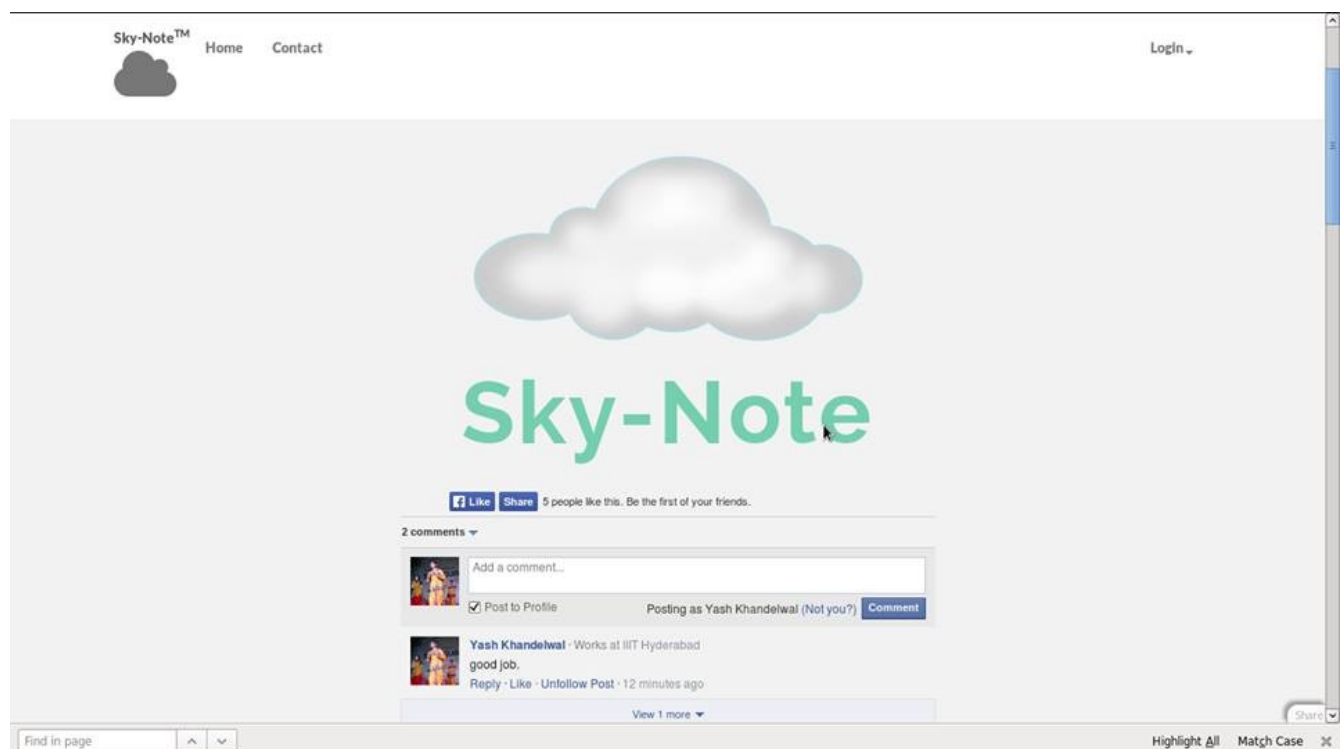 Sky-Note™
Home Contact
Login
Sky-Note
Like Share 5 people like this. Be the first of your friends.
2 comments
Add a comment...
Post to Profile Posting as Yash Khandelwal (Not you?) Comment
Yash Khandelwal · Works at IIIT Hyderabad
good job.
Reply · Like · Unfollow Post · 12 minutes ago
View 1 more
Share
Find in page Highlight All Match Case